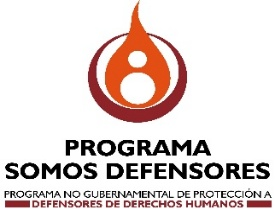 PROGRAMA
SOMOS DEFENSORES
PROGRAMA NO GUBERNAMENTAL DE PROTECCIÓN A
DEFENSORES DE DERECHOS HUMANOS